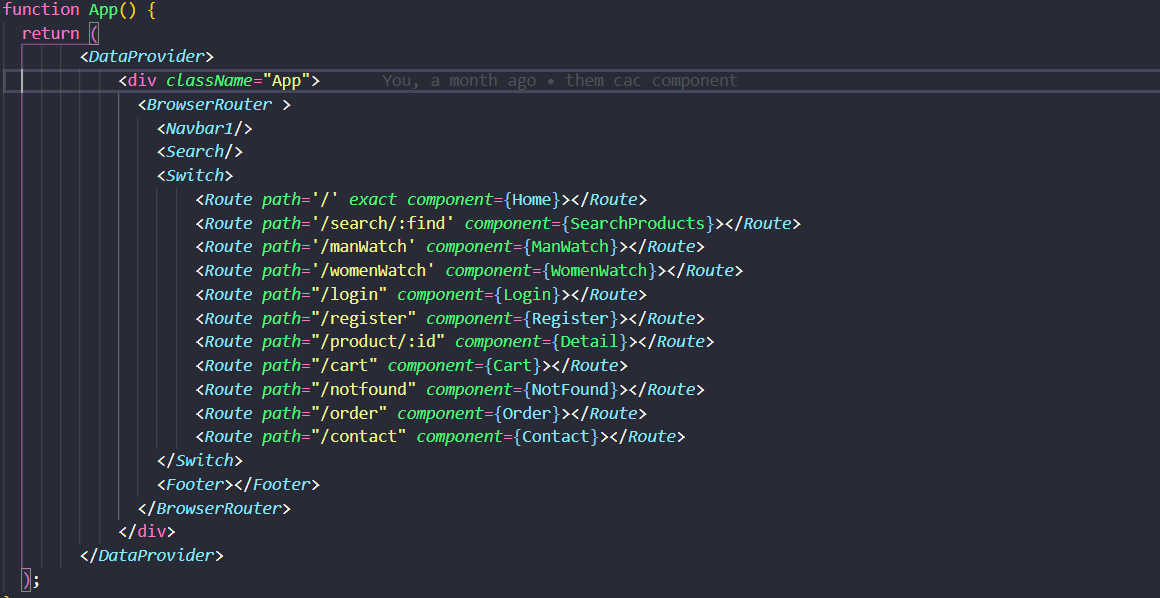 function App() {
return (
<DataProvider>
<div className="App"> You, a month ago • them cac component
<BrowserRouter >
<Navbar1/>
<Search/>
<Switch>
<Route path='/' exact component={Home}></Route>
<Route path='/search/:find' component={SearchProducts}></Route>
<Route path='/manWatch' component={ManWatch}></Route>
<Route path='/womenWatch' component={WomenWatch}></Route>
<Route path="/login" component={Login}></Route>
<Route path="/register" component={Register}></Route>
<Route path="/product/:id" component={Detail}></Route>
<Route path="/cart" component={Cart}></Route>
<Route path="/notfound" component={NotFound}></Route>
<Route path="/order" component={Order}></Route>
<Route path="/contact" component={Contact}></Route>
</Switch>
<Footer></Footer>
</BrowserRouter>
</div>
</DataProvider>
);